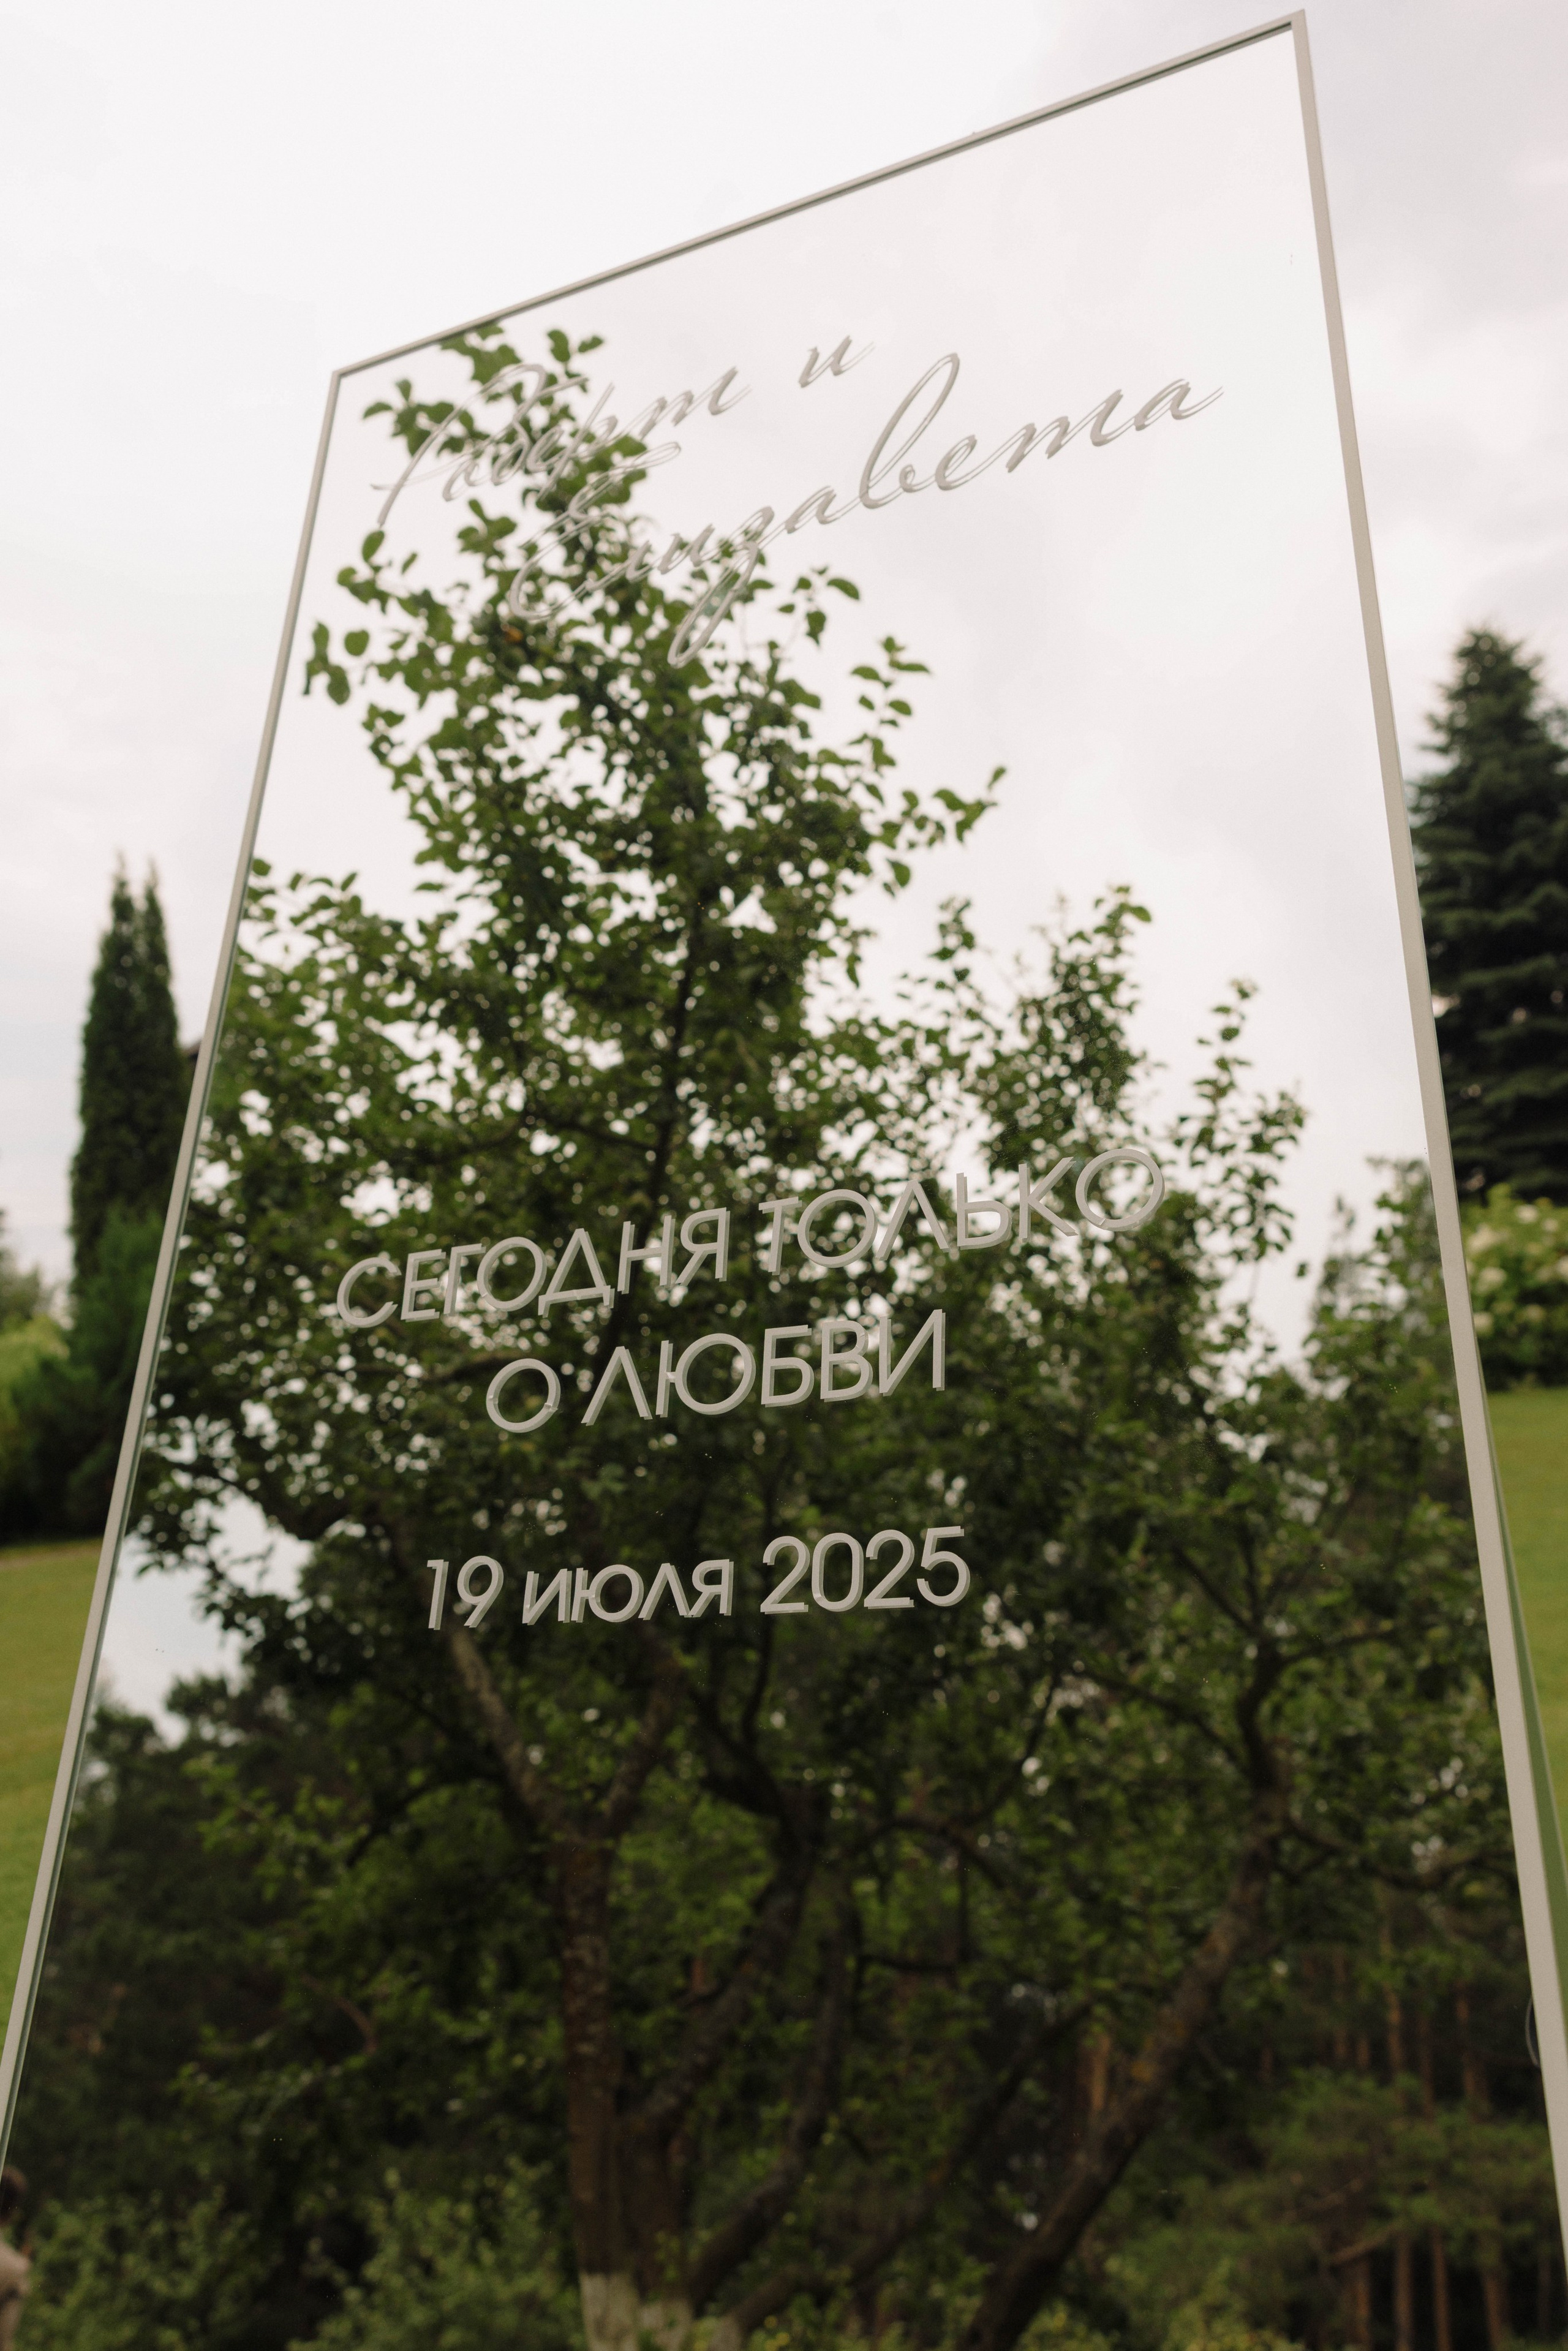 Роберт и
Елизавета
СЕГОДНЯ ТОЛЬКО
О ЛЮБВИ
19 ИЮЛЯ 2025